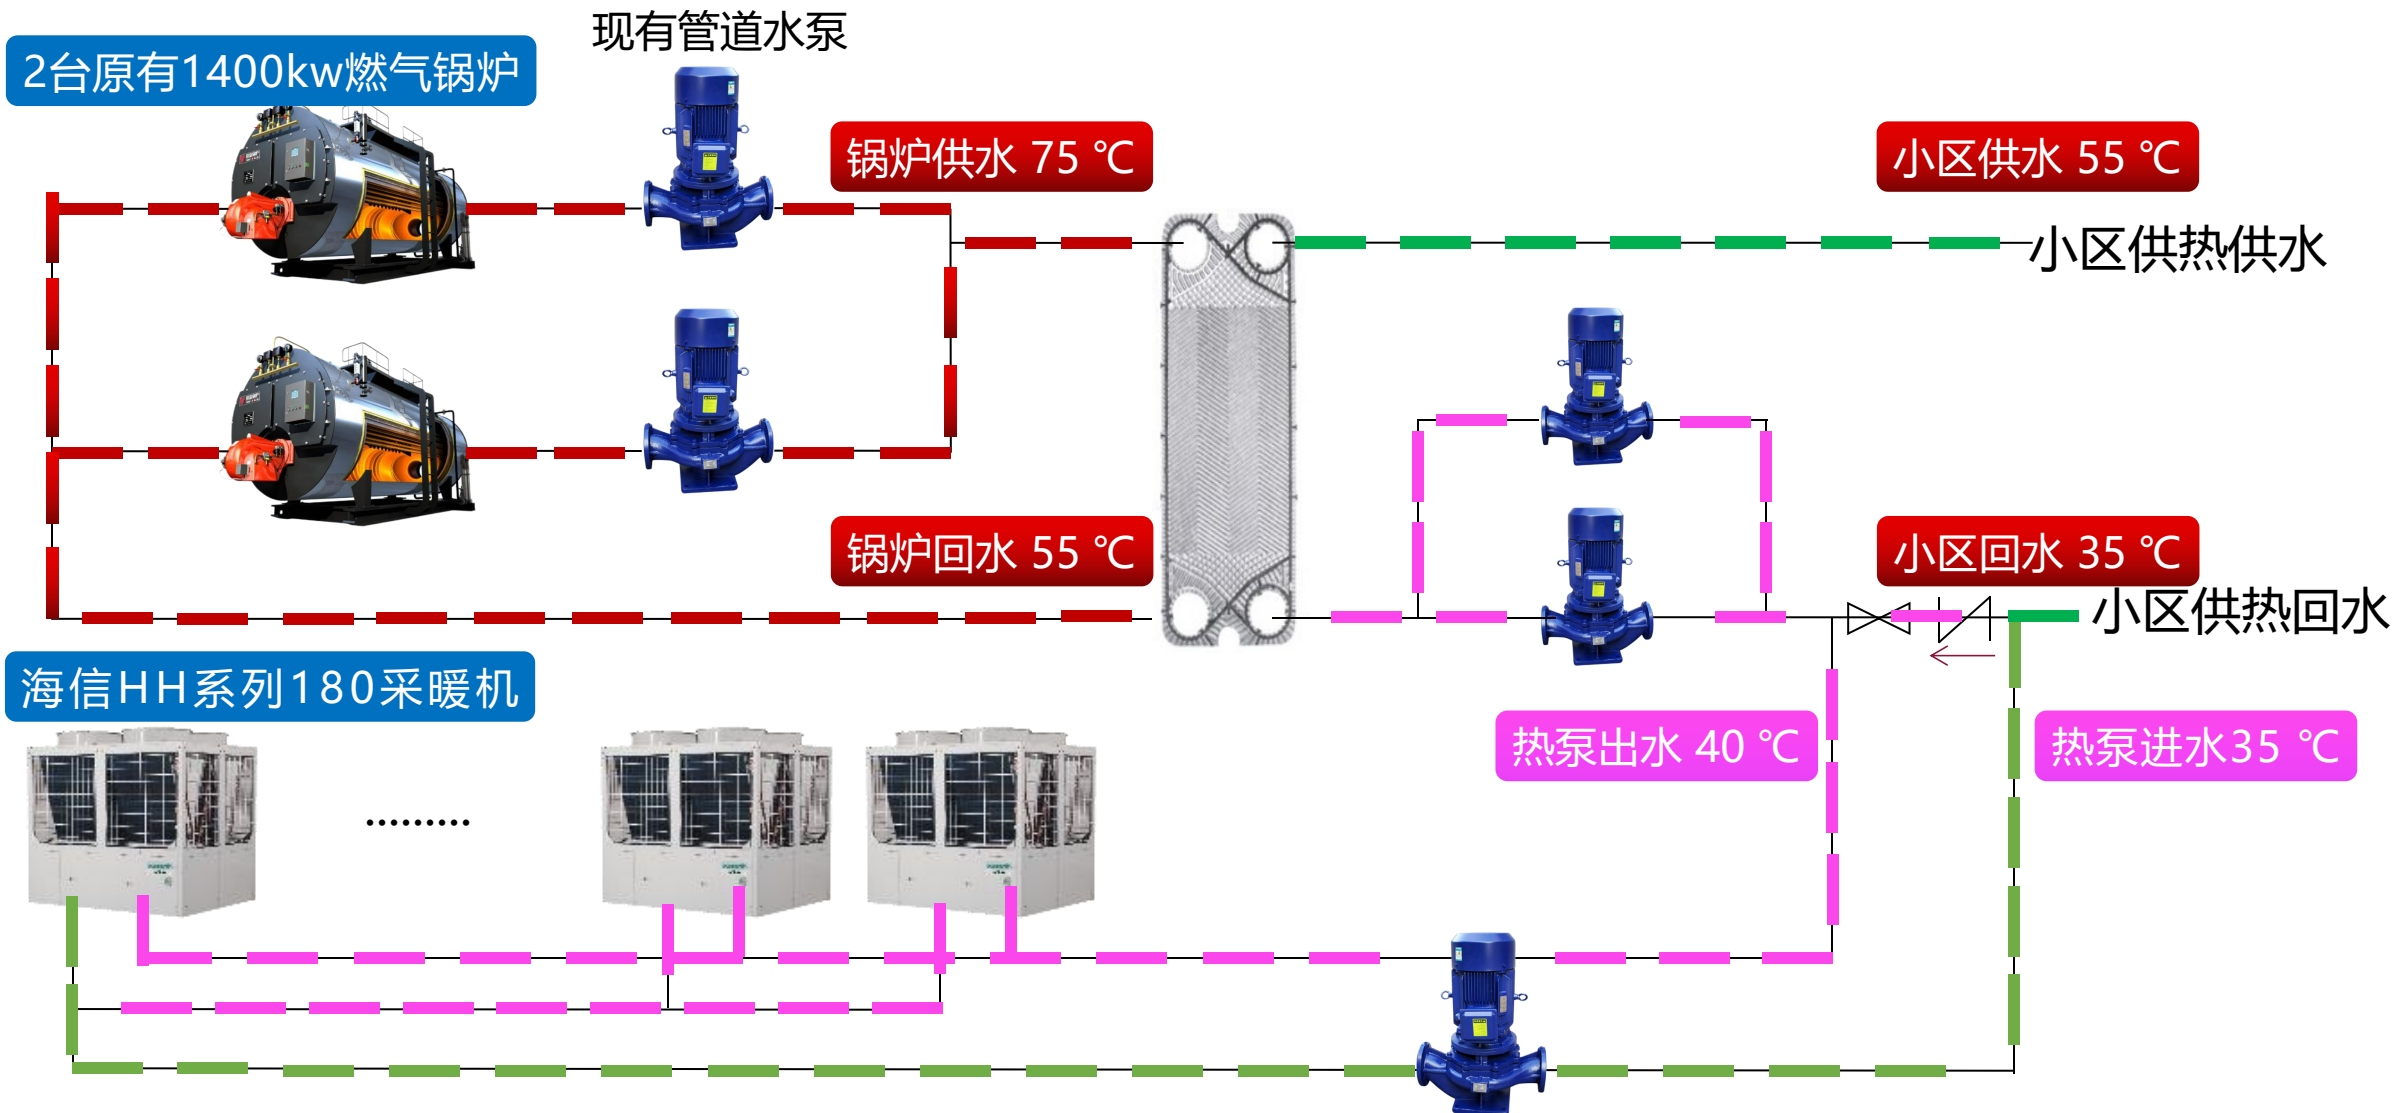 现有管道水泵
2台原有1400kw燃气锅炉
锅炉供水 75 ℃
小区供水 55 ℃
小区供热供水
锅炉回水 55 ℃
小区回水 35 ℃
小区供热回水
海信HH系列180采暖机
热泵出水 40 ℃
热泵进水35 ℃
………